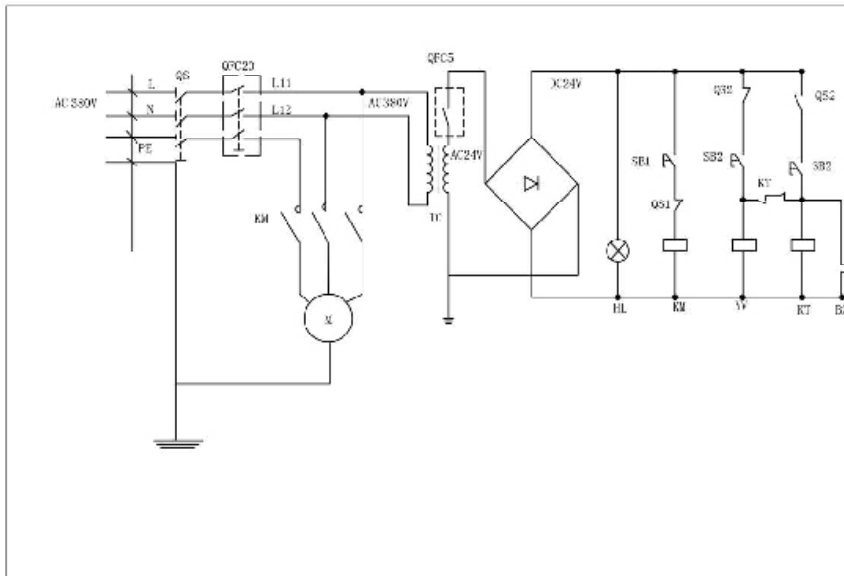 QFC5
QFC20
QS
L
L11
AC380V
DC24V
AC380V
N
L12
QS2
QS2
PE
AC24V
SB1
SB2
SB2
KT
QS1
KM
TC
M
HL
KM
YV
KT